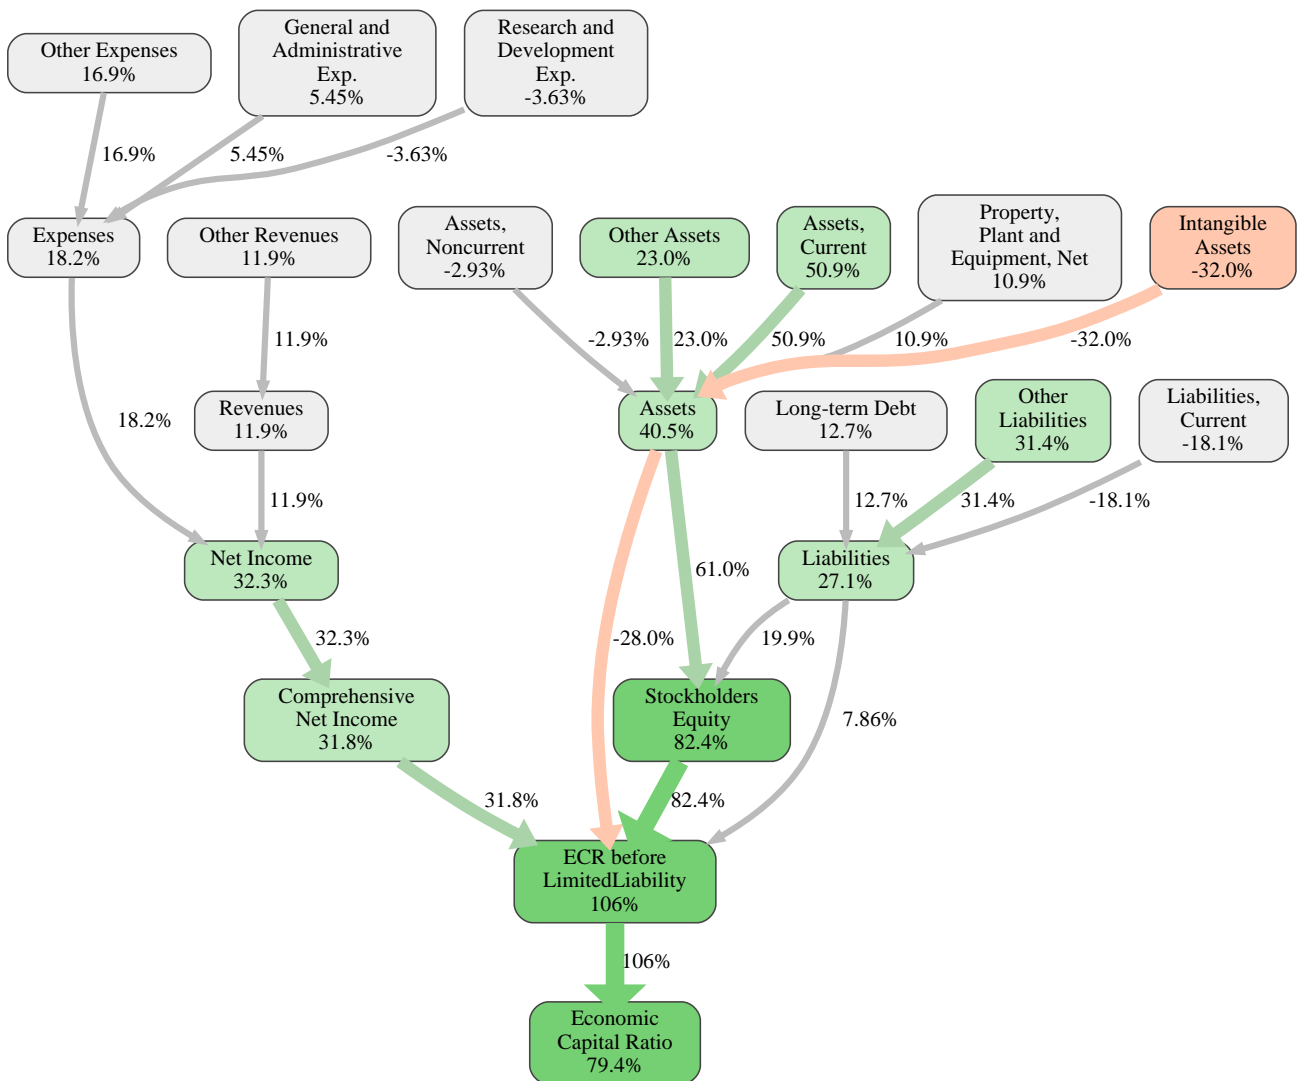 Other Expenses
16.9%
General and
Administrative
Exp.
5.45%
Research and
Development
Exp.
-3.63%
16.9%
5.45%
-3.63%
Expenses
18.2%
Other Revenues
11.9%
Assets,
Noncurrent
-2.93%
Other Assets
23.0%
Assets,
Current
50.9%
Property,
Plant and
Equipment, Net
10.9%
Intangible
Assets
-32.0%
11.9%
-2.93%
23.0%
50.9%
10.9%
-32.0%
18.2%
Revenues
11.9%
Assets
40.5%
Long-term Debt
12.7%
Other
Liabilities
31.4%
Liabilities,
Current
-18.1%
11.9%
12.7%
31.4%
-18.1%
Net Income
32.3%
61.0%
Liabilities
27.1%
32.3%
-28.0%
19.9%
Comprehensive
Net Income
31.8%
Stockholders
Equity
82.4%
7.86%
31.8%
82.4%
ECR before
LimitedLiability
106%
106%
Economic
Capital Ratio
79.4%